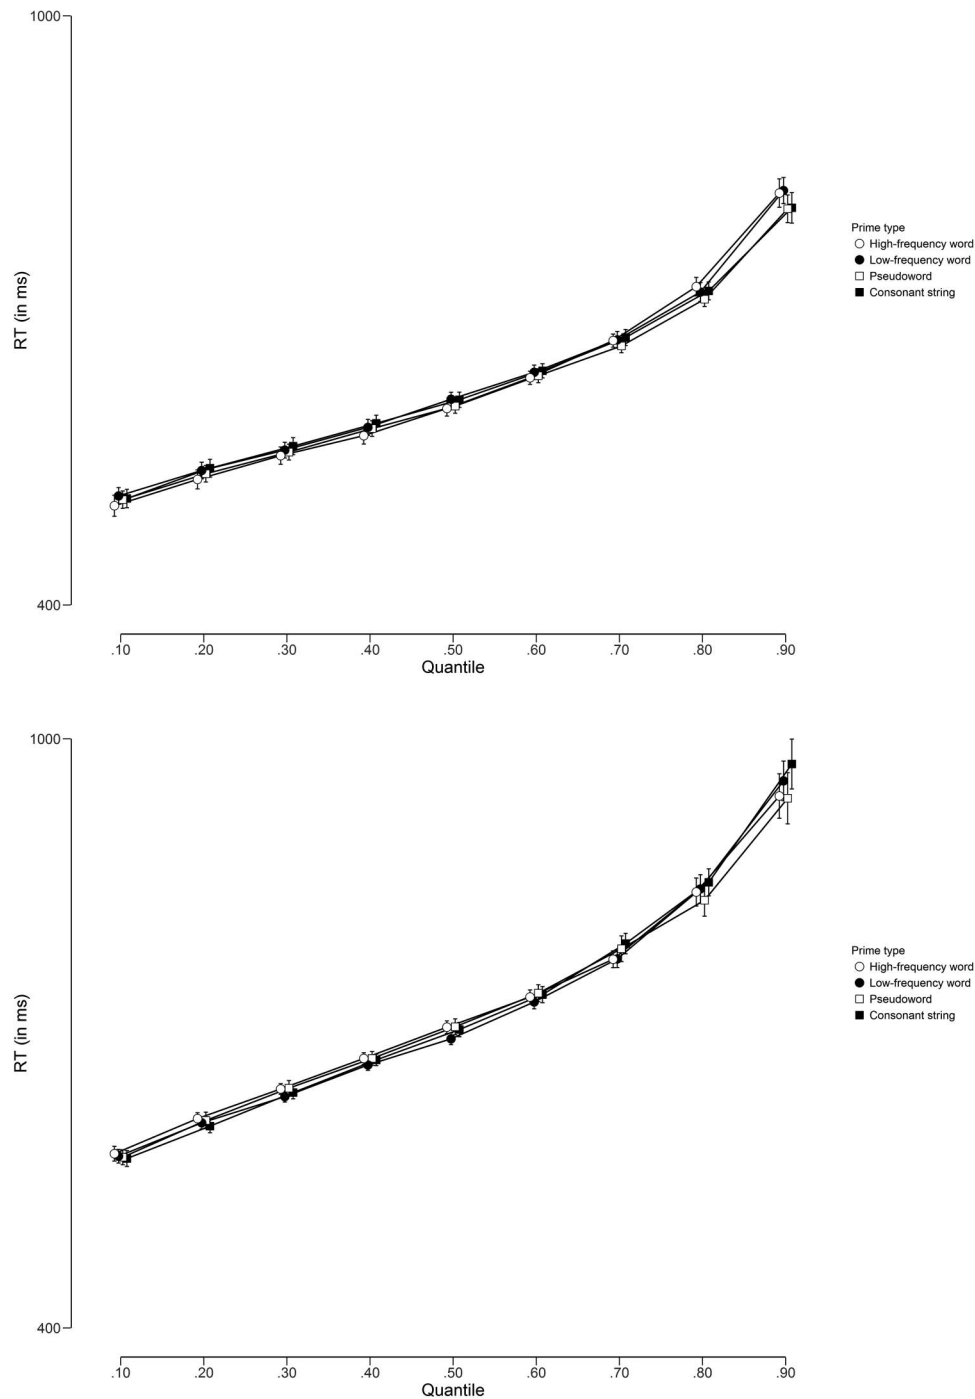 1000
RT (in ms)
400
.10 .20 .30 .40 .50 .60 .70 .80 .90
Quantile
Prime type
High-frequency word
Low-frequency word
Pseudoword
Consonant string
1000
RT (in ms)
400
.10 .20 .30 .40 .50 .60 .70 .80 .90
Quantile
Prime type
High-frequency word
Low-frequency word
Pseudoword
Consonant string